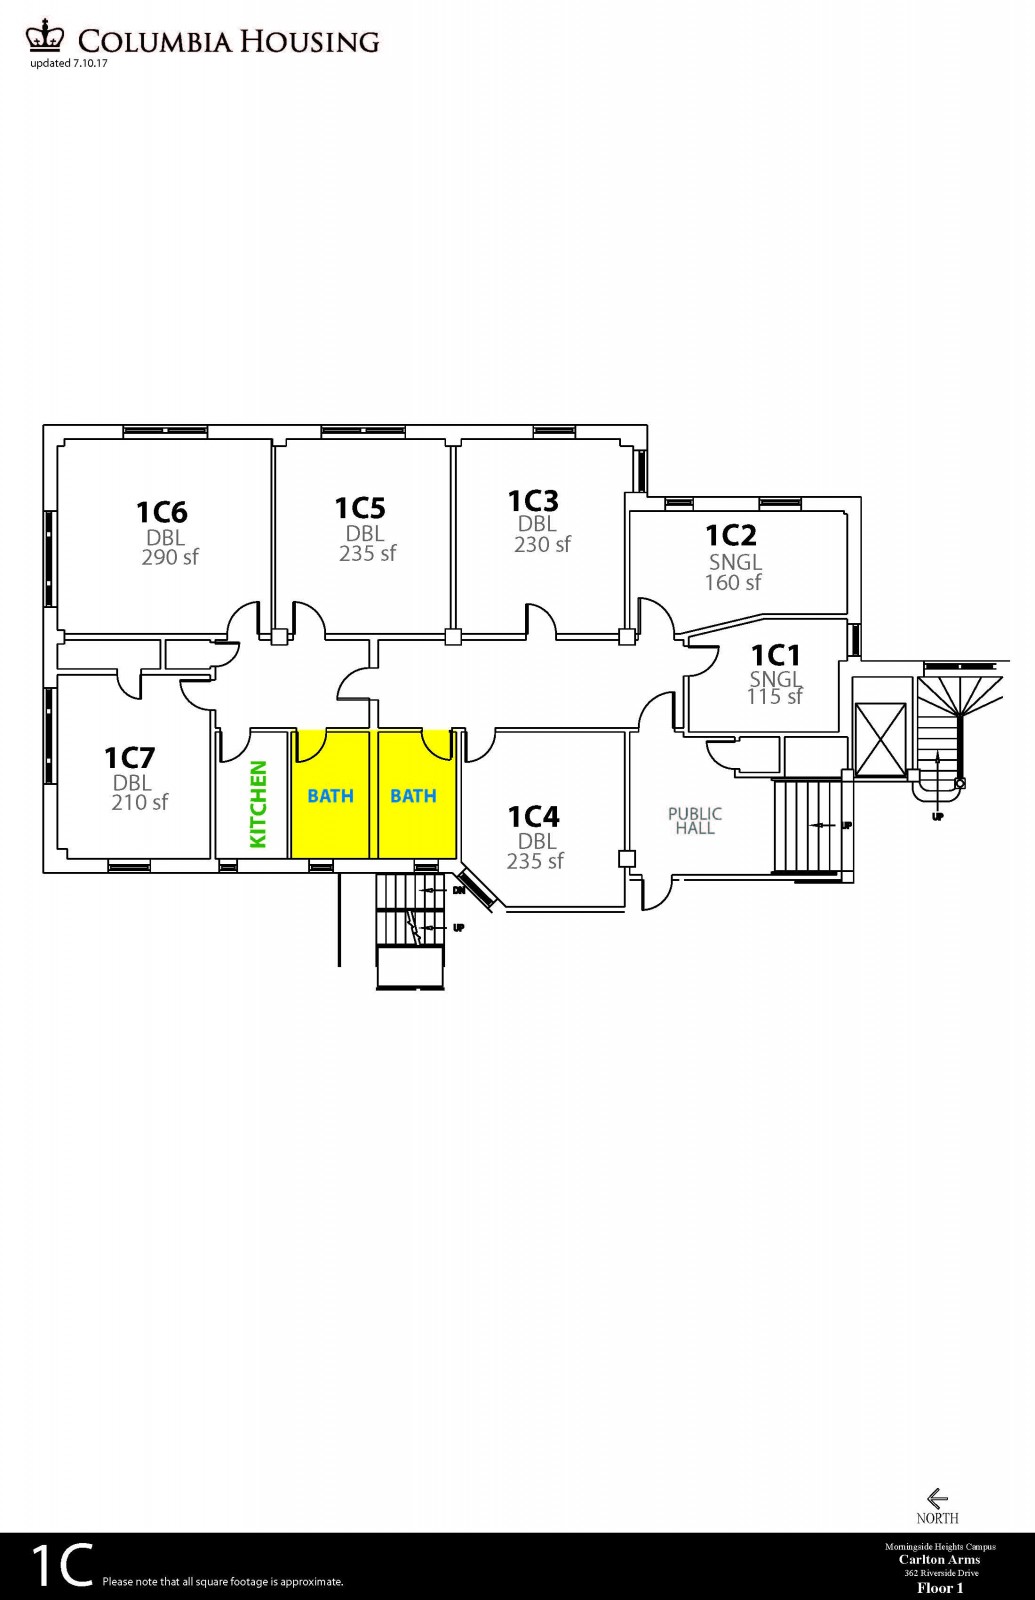 COLUMBIA HOUSING
updated 7.10.17
1C6
DBL
290 sf
1C5
DBL
235 sf
1C3
DBL
230 sf
1C2
SNGL
160 sf
1C1
SNGL
115 sf
1C7
DBL
210 sf
KITCHEN
BATH
BATH
1C4
DBL
235 sf
PUBLIC
HALL
UP
UP
DN
UP
NORTH
1C
Please note that all square footage is approximate.
Morningside Heights Campus
Carlton Arms
362 Riverside Drive
Floor 1